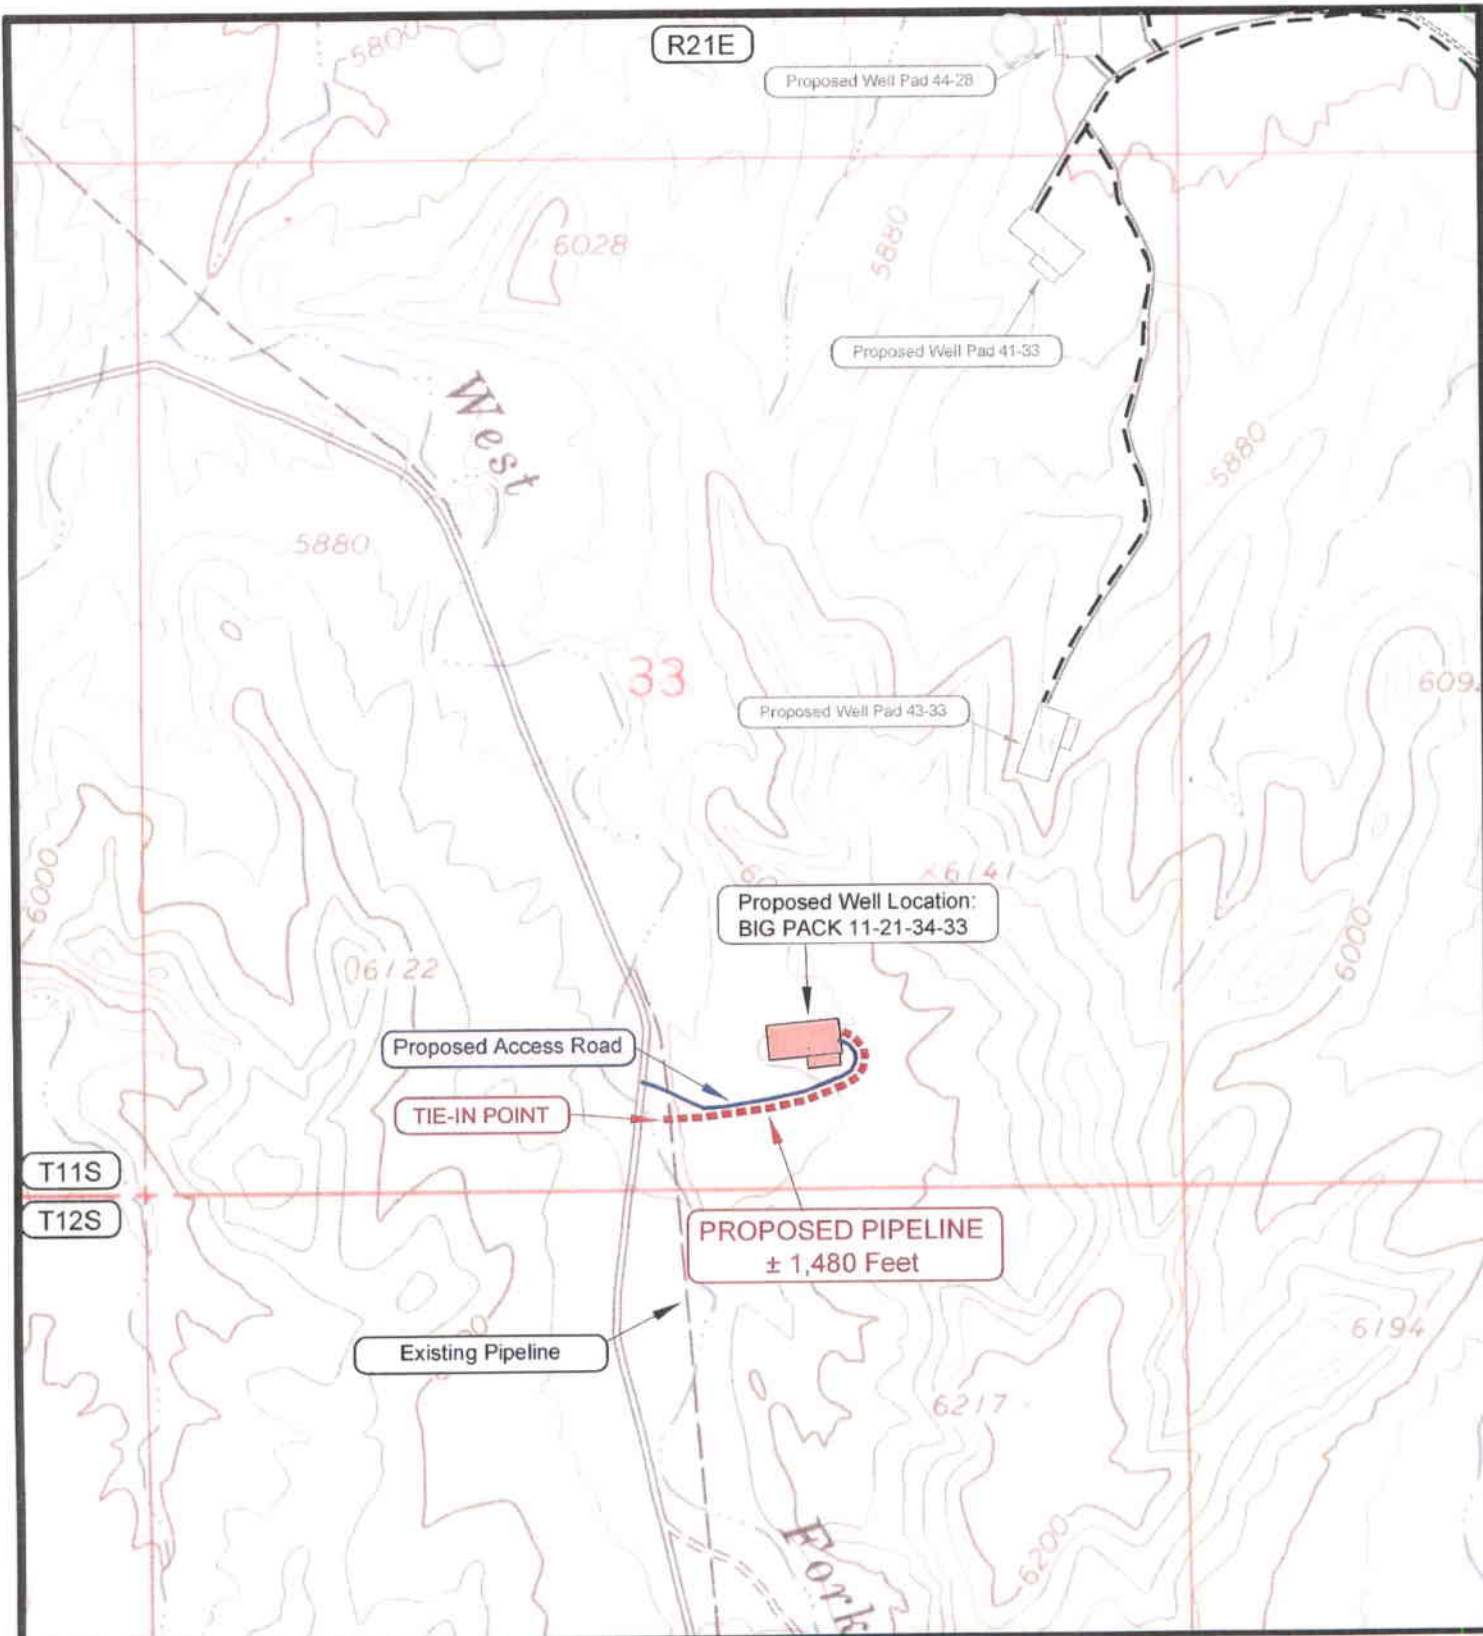 5800
R21E
Proposed Well Pad 44-28
6028
5880
Proposed Well Pad 41-33
West
5880
5880
33
Proposed Well Pad 43-33
6000
×6141
Proposed Well Location:
BIG PACK 11-21-34-33
6122
6000
Proposed Access Road
TIE-IN POINT
T11S
T12S
PROPOSED PIPELINE
± 1,480 Feet
Existing Pipeline
6194
6217
6200
Fork